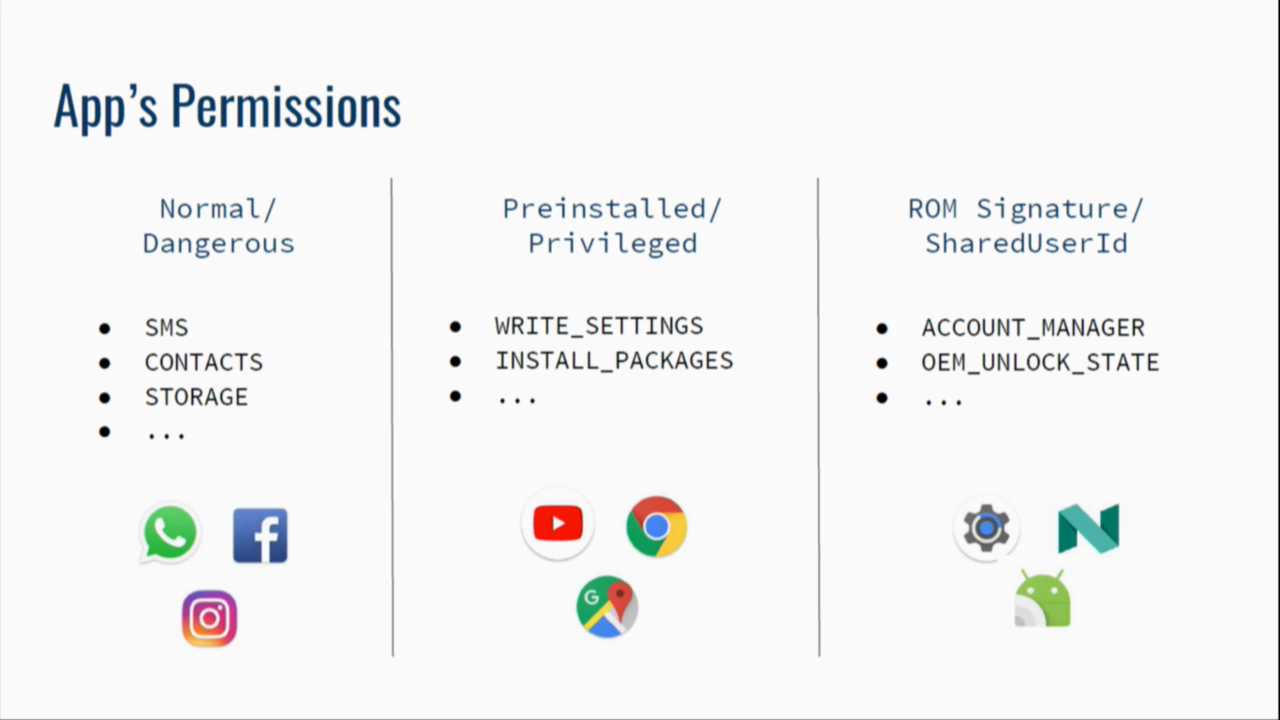 App’s Permissions
Normal/
Dangerous
● SMS
● CONTACTS
● STORAGE
● ...
Preinstalled/
Privileged
● WRITE_SETTINGS
● INSTALL_PACKAGES
● ...
ROM Signature/
SharedUserId
● ACCOUNT_MANAGER
● OEM_UNLOCK_STATE
● ...